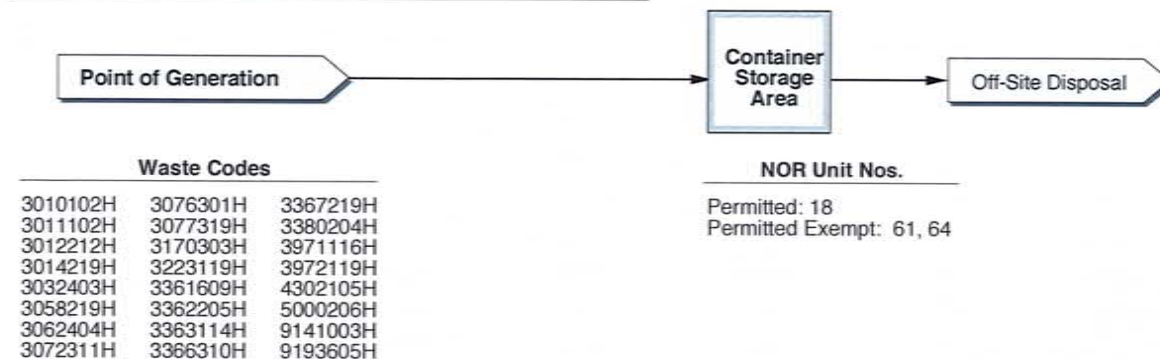 Point of Generation
Container
Storage
Area
Off-Site Disposal
Waste Codes
3010102H 3076301H 3367219H
3011102H 3077319H 3380204H
3012212H 3170303H 3971116H
3014219H 3223119H 3972119H
3032403H 3361609H 4302105H
3058219H 3362205H 5000206H
3062404H 3363114H 9141003H
3072311H 3366310H 9193605H
NOR Unit Nos.
Permitted: 18
Permitted Exempt: 61, 64